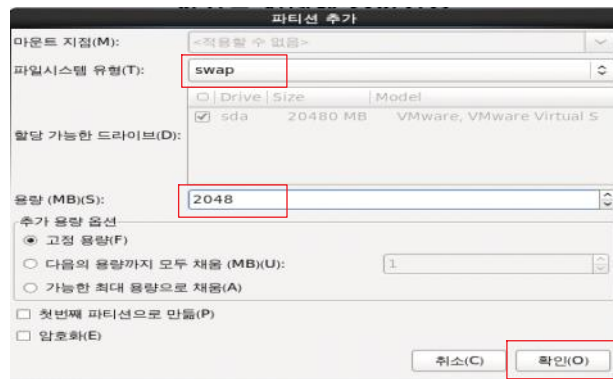 파티션 추가
마운트 지점(M): <적용할 수 없음>
파일시스템 유형(T): swap
Drive Size Model
sda 20480 MB VMware, VMware Virtual S
할당 가능한 드라이브(D):
용량 (MB)(S): 2048
추가 용량 옵션
고정 용량(F)
다음의 용량까지 모두 채움 (MB)(U): 1
가능한 최대 용량으로 채움(A)
첫번째 파티션으로 만듦(P)
암호화(E)
취소(C) 확인(O)